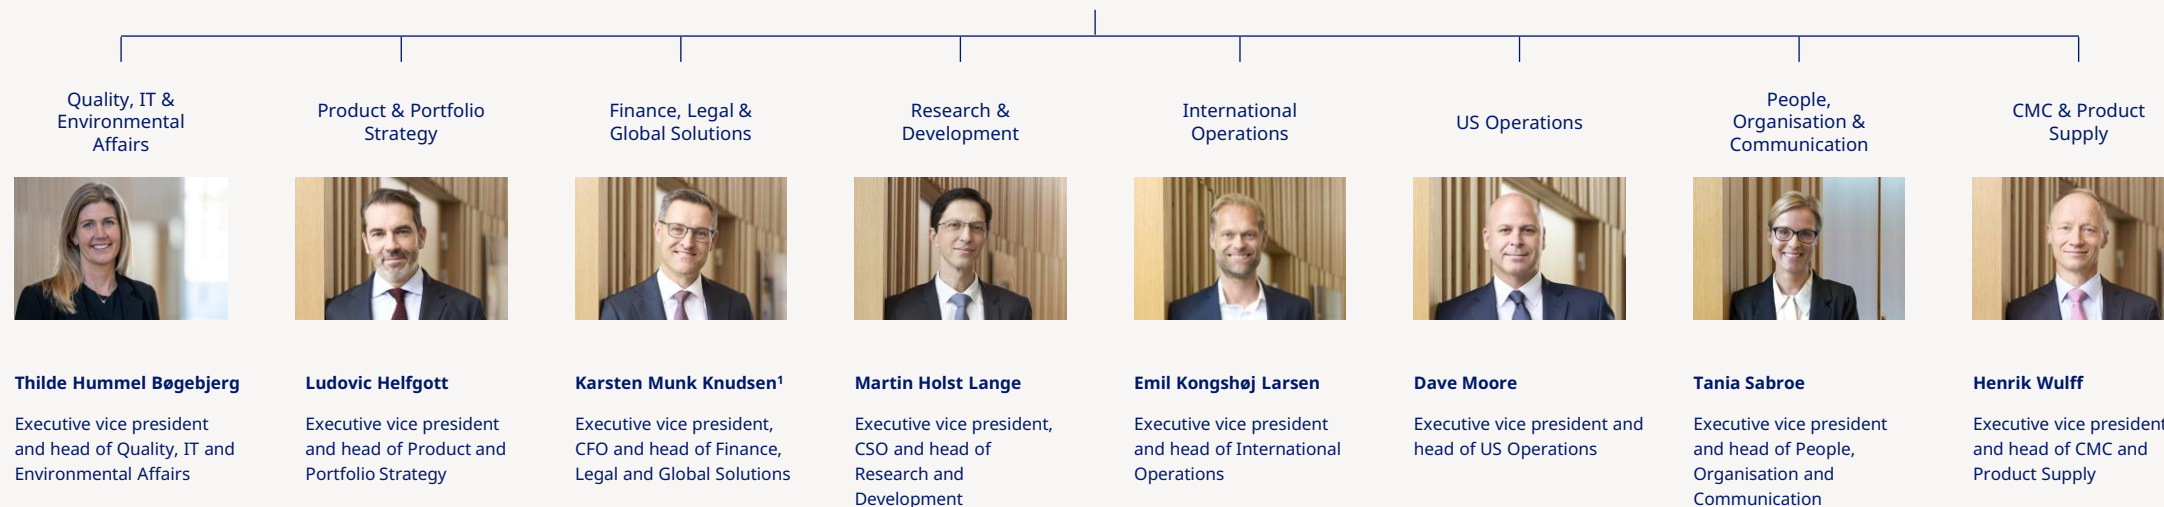 Quality, IT &
Environmental
Affairs
Product & Portfolio
Strategy
Finance, Legal &
Global Solutions
Research &
Development
International
Operations
US Operations
People,
Organisation &
Communication
CMC & Product
Supply
Thilde Hummel Bøgebjerg
Executive vice president
and head of Quality, IT and
Environmental Affairs
Ludovic Helfgott
Executive vice president
and head of Product and
Portfolio Strategy
Karsten Munk Knudsen¹
Executive vice president,
CFO and head of Finance,
Legal and Global Solutions
Martin Holst Lange
Executive vice president,
CSO and head of
Research and
Development
Emil Kongshøj Larsen
Executive vice president
and head of International
Operations
Dave Moore
Executive vice president and
head of US Operations
Tania Sabroe
Executive vice president
and head of People,
Organisation and
Communication
Henrik Wulff
Executive vice president
and head of CMC and
Product Supply